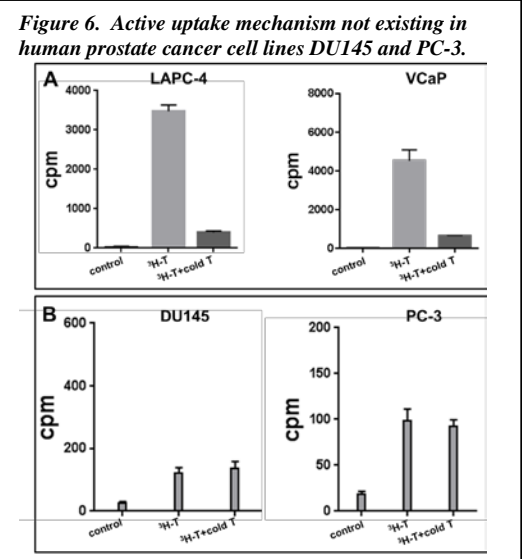 Figure 6. Active uptake mechanism not existing in
human prostate cancer cell lines DU145 and PC-3.
A
LAPC-4
cpm
4000
3000
2000
1000
0
control
³H-T
³H-T+cold T
VCaP
cpm
8000
6000
4000
2000
0
control
³H-T
³H-T+cold T
B
DU145
cpm
600
400
200
0
control
³H-T
³H-T+cold T
PC-3
cpm
200
150
100
50
0
control
³H-T
³H-T+cold T